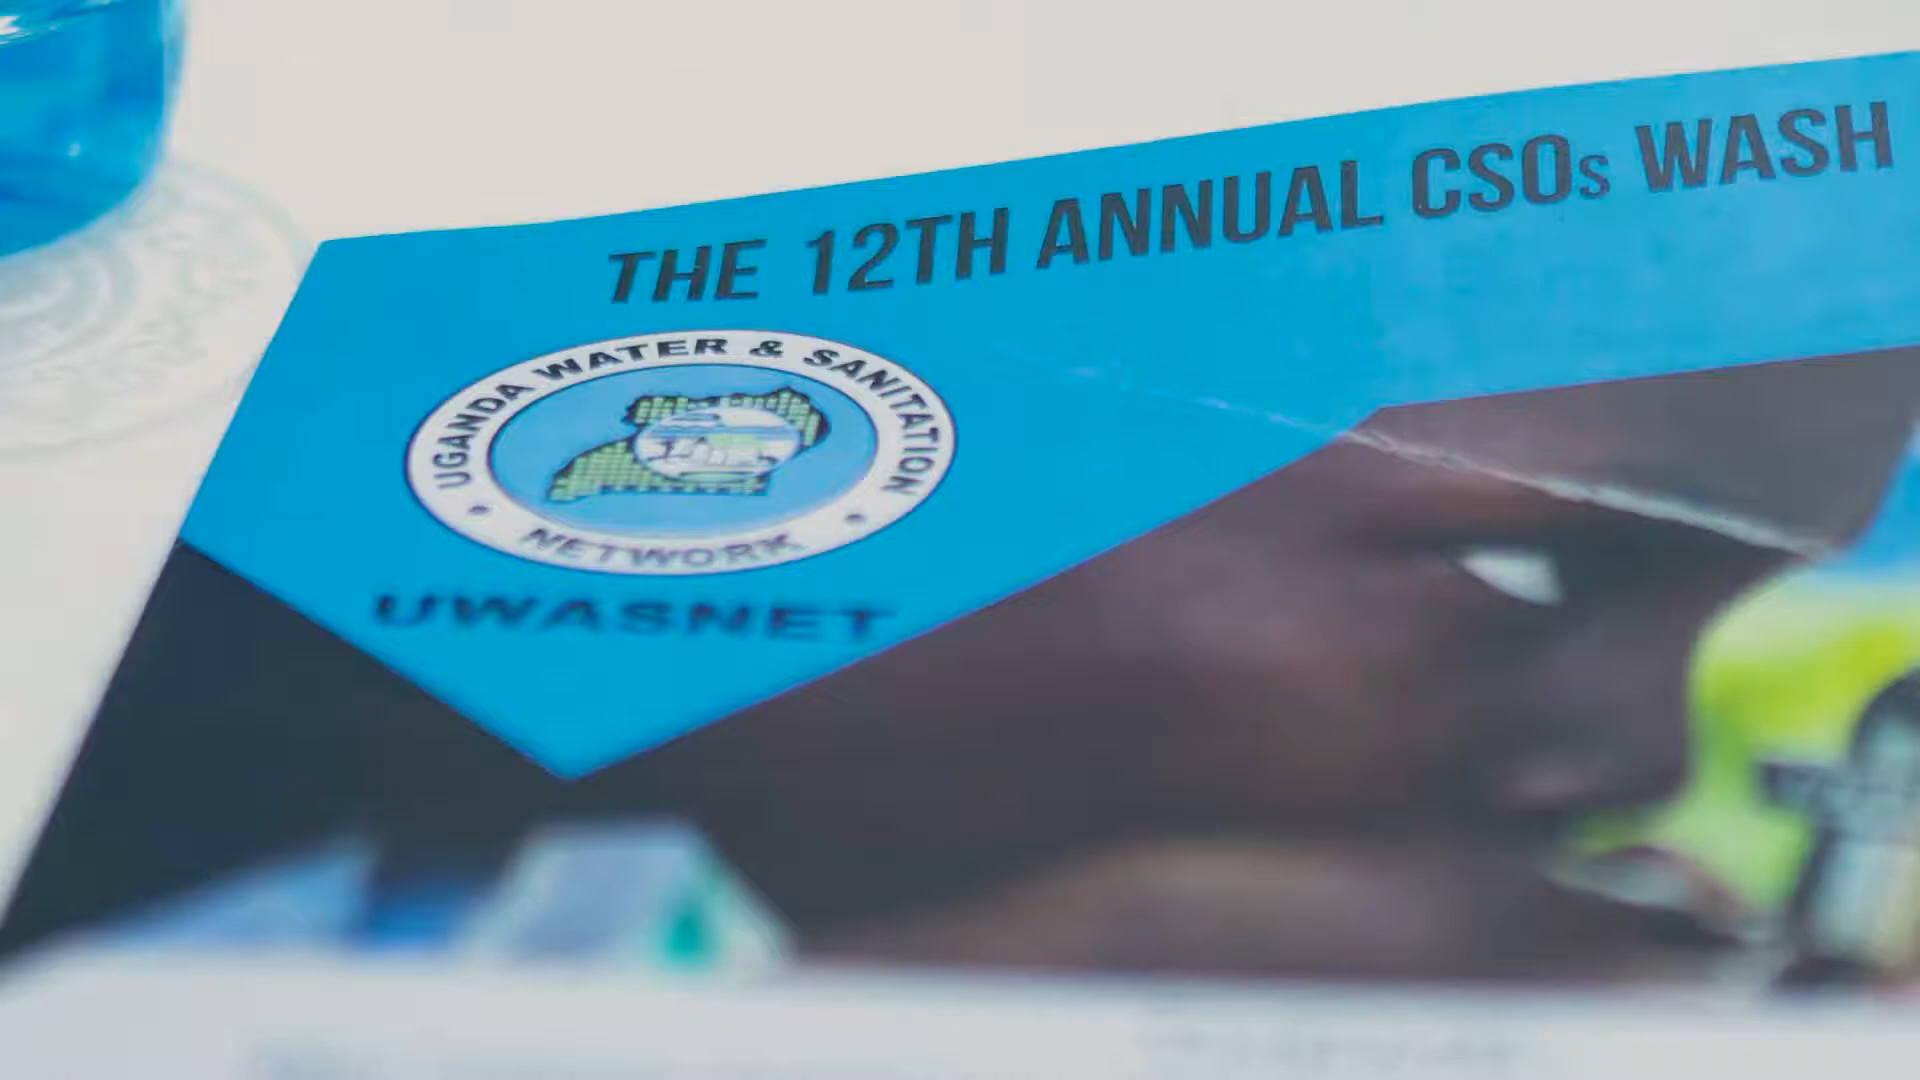 THE 12TH ANNUAL CSOs WASH
UGANDA WATER & SANITATION
NETWORK
UWASNET